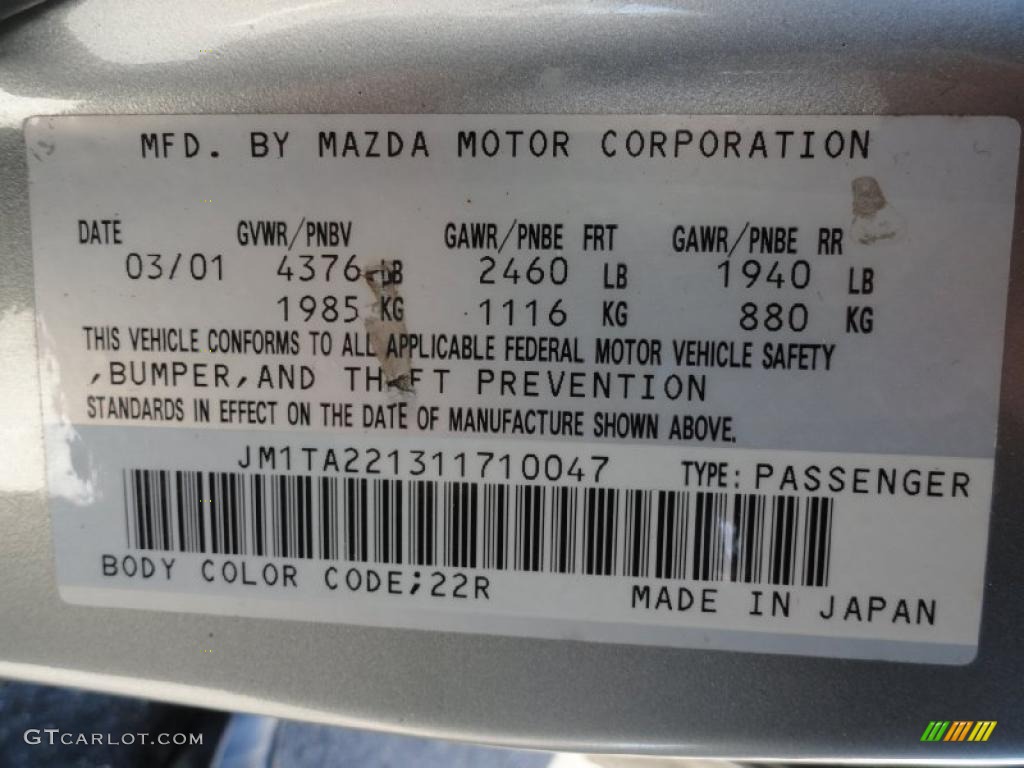 MFD. BY MAZDA MOTOR CORPORATION
DATE GVWR/PNBV GAWR/PNBE FRT GAWR/PNBE RR
03/01 4376 LB 2460 LB 1940 LB
1985 KG 1116 KG 880 KG
THIS VEHICLE CONFORMS TO ALL APPLICABLE FEDERAL MOTOR VEHICLE SAFETY
,BUMPER,AND THEFT PREVENTION
STANDARDS IN EFFECT ON THE DATE OF MANUFACTURE SHOWN ABOVE.
JM1TA221311710047 TYPE: PASSENGER
BODY COLOR CODE;22R
MADE IN JAPAN
GTCARLOT.COM